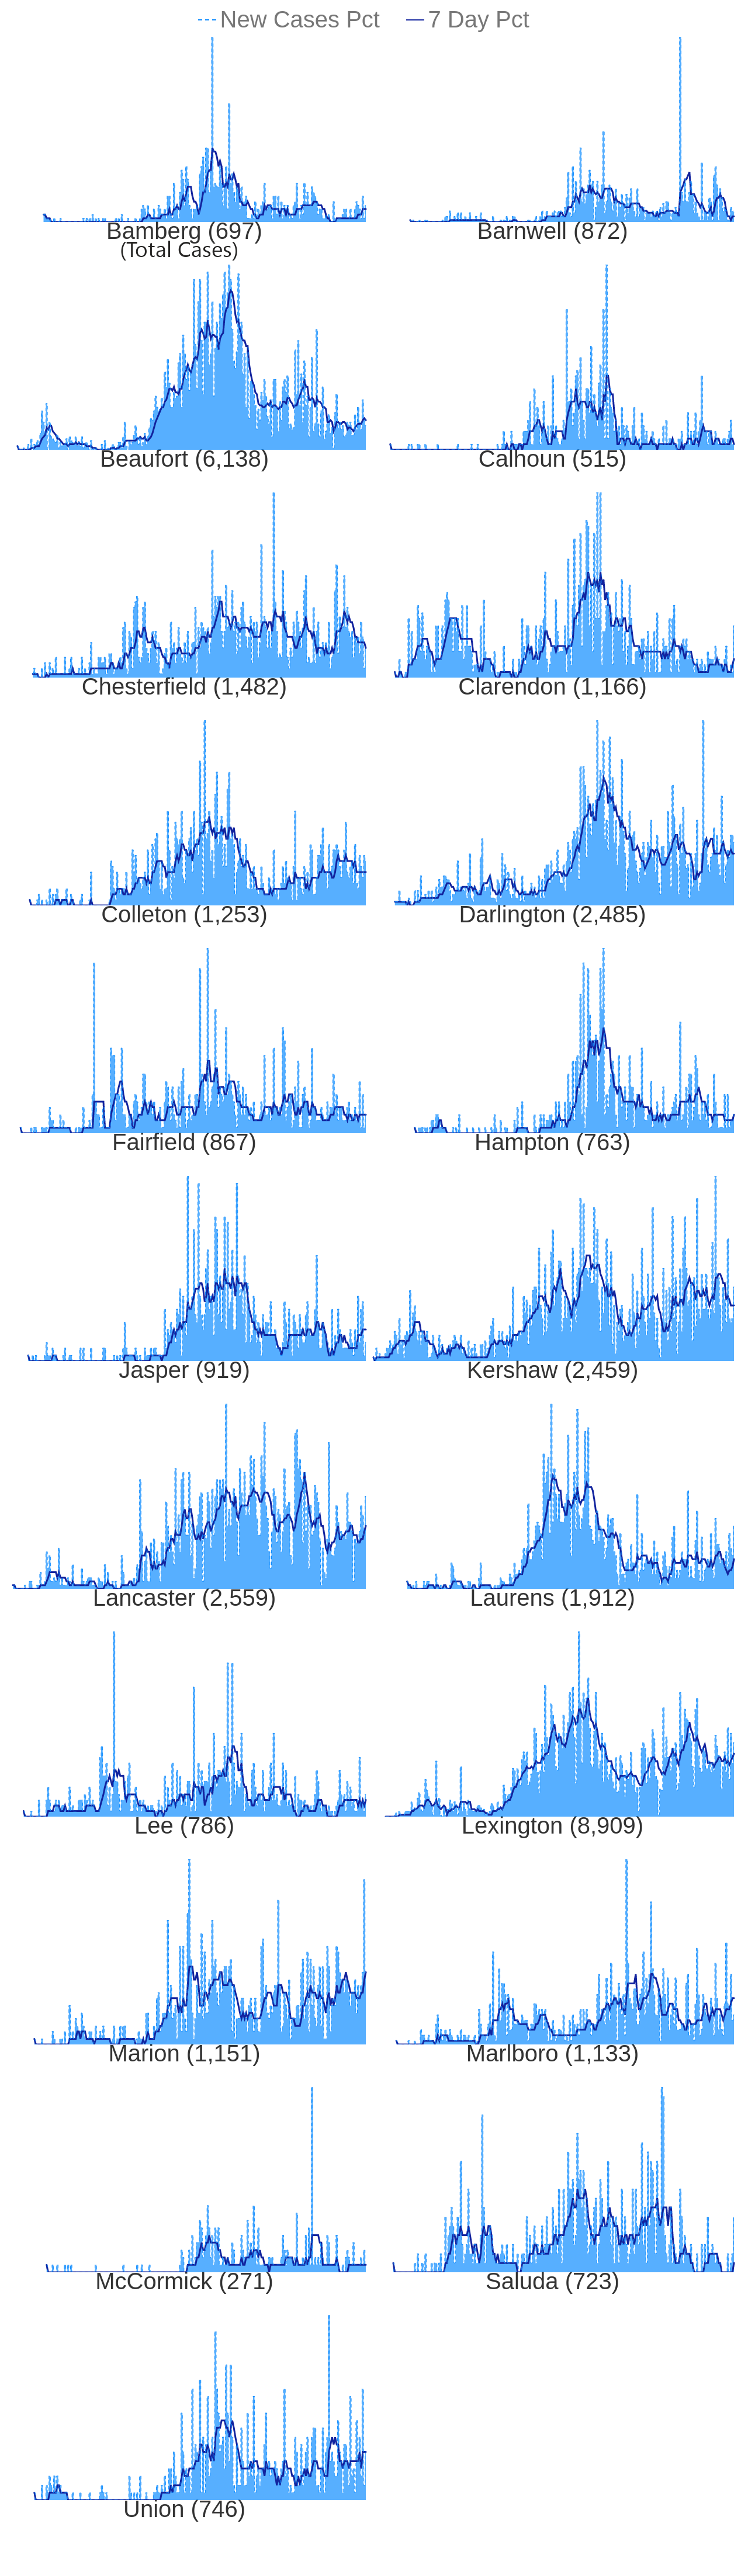 New Cases Pct 7 Day Pct
Bamberg (697) Barnwell (872)
(Total Cases)
Beaufort (6,138) Calhoun (515)
Chesterfield (1,482) Clarendon (1,166)
Colleton (1,253) Darlington (2,485)
Fairfield (867) Hampton (763)
Jasper (919) Kershaw (2,459)
Lancaster (2,559) Laurens (1,912)
Lee (786) Lexington (8,909)
Marion (1,151) Marlboro (1,133)
McCormick (271) Saluda (723)
Union (746)